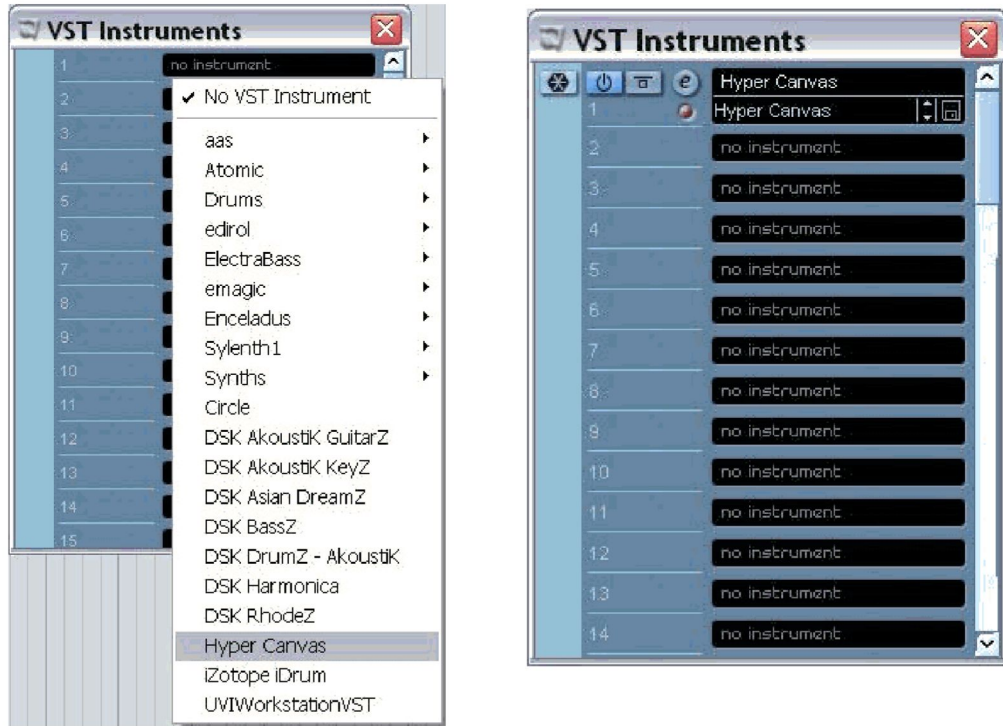 VST Instruments
1 no instrument
2
3
4
5
6
7
8
9
10
11
12
13
14
15
✔ No VST Instrument
aas
Atomic
Drums
edirol
ElectraBass
emagic
Enceladus
Sylenth1
Synths
Circle
DSK AkoustiK GuitarZ
DSK AkoustiK KeyZ
DSK Asian DreamZ
DSK BassZ
DSK DrumZ - AkoustiK
DSK Harmonica
DSK RhodeZ
Hyper Canvas
iZotope iDrum
UVIWorkstationVST
VST Instruments
e Hyper Canvas
1 Hyper Canvas
2 no instrument
3 no instrument
4 no instrument
5 no instrument
6 no instrument
7 no instrument
8 no instrument
9 no instrument
10 no instrument
11 no instrument
12 no instrument
13 no instrument
14 no instrument